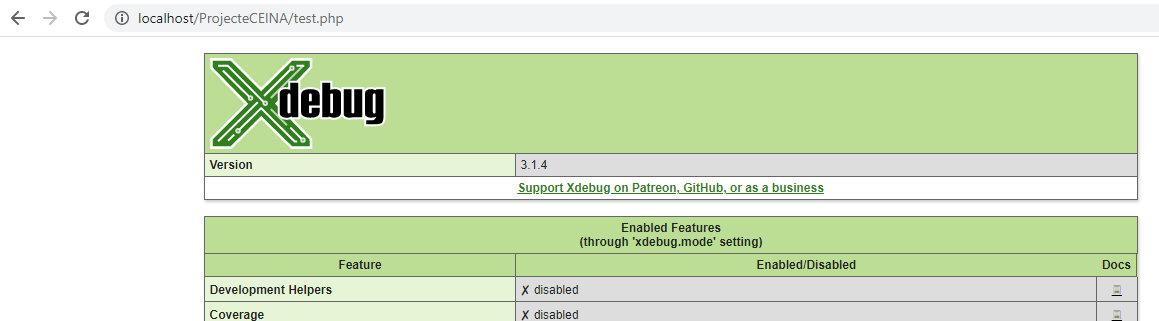 localhost/ProjecteCEINA/test.php
Xdebug
Version 3.1.4
Support Xdebug on Patreon, GitHub, or as a business
Enabled Features
(through 'xdebug.mode' setting)
Feature Enabled/Disabled Docs
Development Helpers ✗ disabled
Coverage ✗ disabled